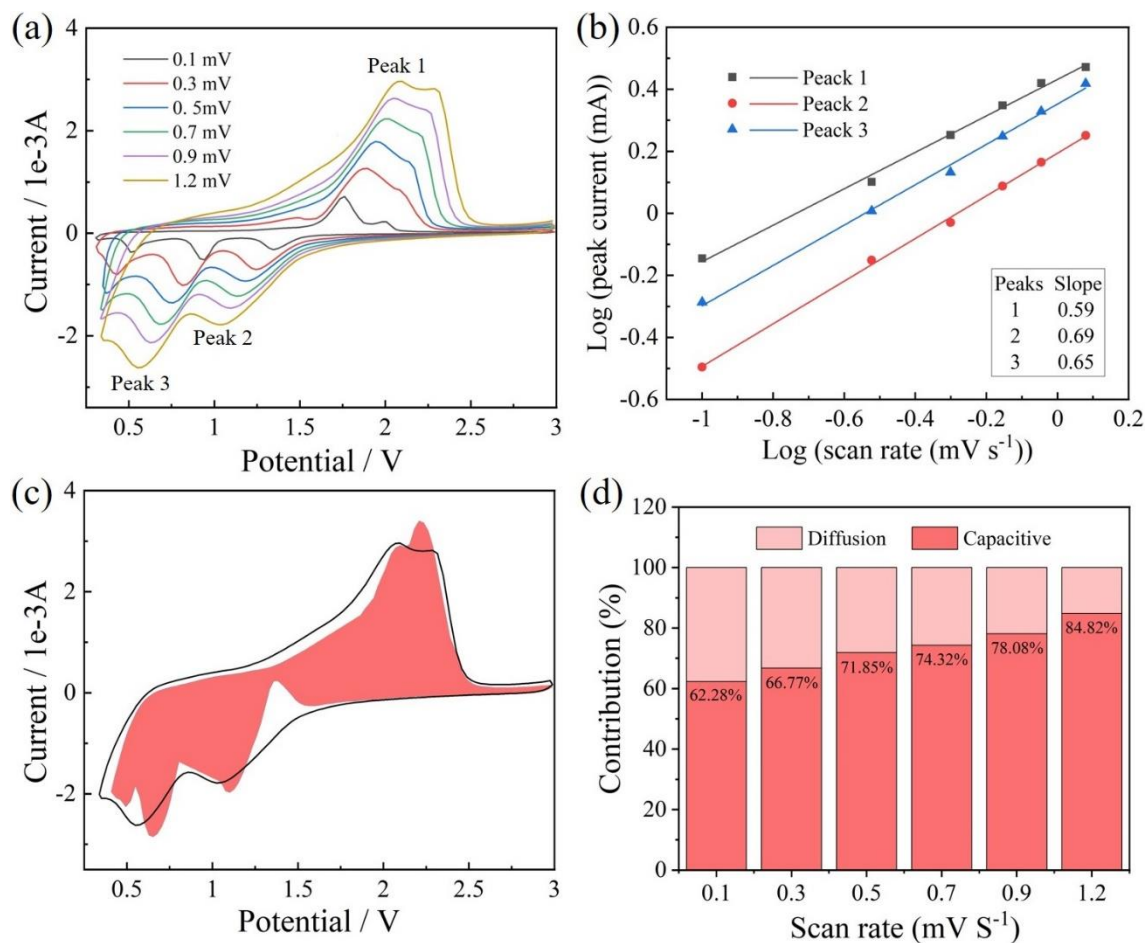 (a)
4
2
0
-2
Current / 1e-3A
0.1 mV
0.3 mV
0. 5mV
0.7 mV
0.9 mV
1.2 mV
Peak 1
Peak 2
Peak 3
0.5 1 1.5 2 2.5 3
Potential / V
(b)
0.6
0.4
0.2
0
-0.2
-0.4
-0.6
Log (peak current (mA))
Peack 1
Peack 2
Peack 3
Peaks Slope
1 0.59
2 0.69
3 0.65
-1 -0.8 -0.6 -0.4 -0.2 0 0.2
Log (scan rate (mV s⁻¹))
(c)
4
2
0
-2
Current / 1e-3A
0.5 1 1.5 2 2.5 3
Potential / V
(d)
120
100
80
60
40
20
0
Contribution (%)
Diffusion Capacitive
62.28% 66.77% 71.85% 74.32% 78.08% 84.82%
0.1 0.3 0.5 0.7 0.9 1.2
Scan rate (mV S⁻¹)